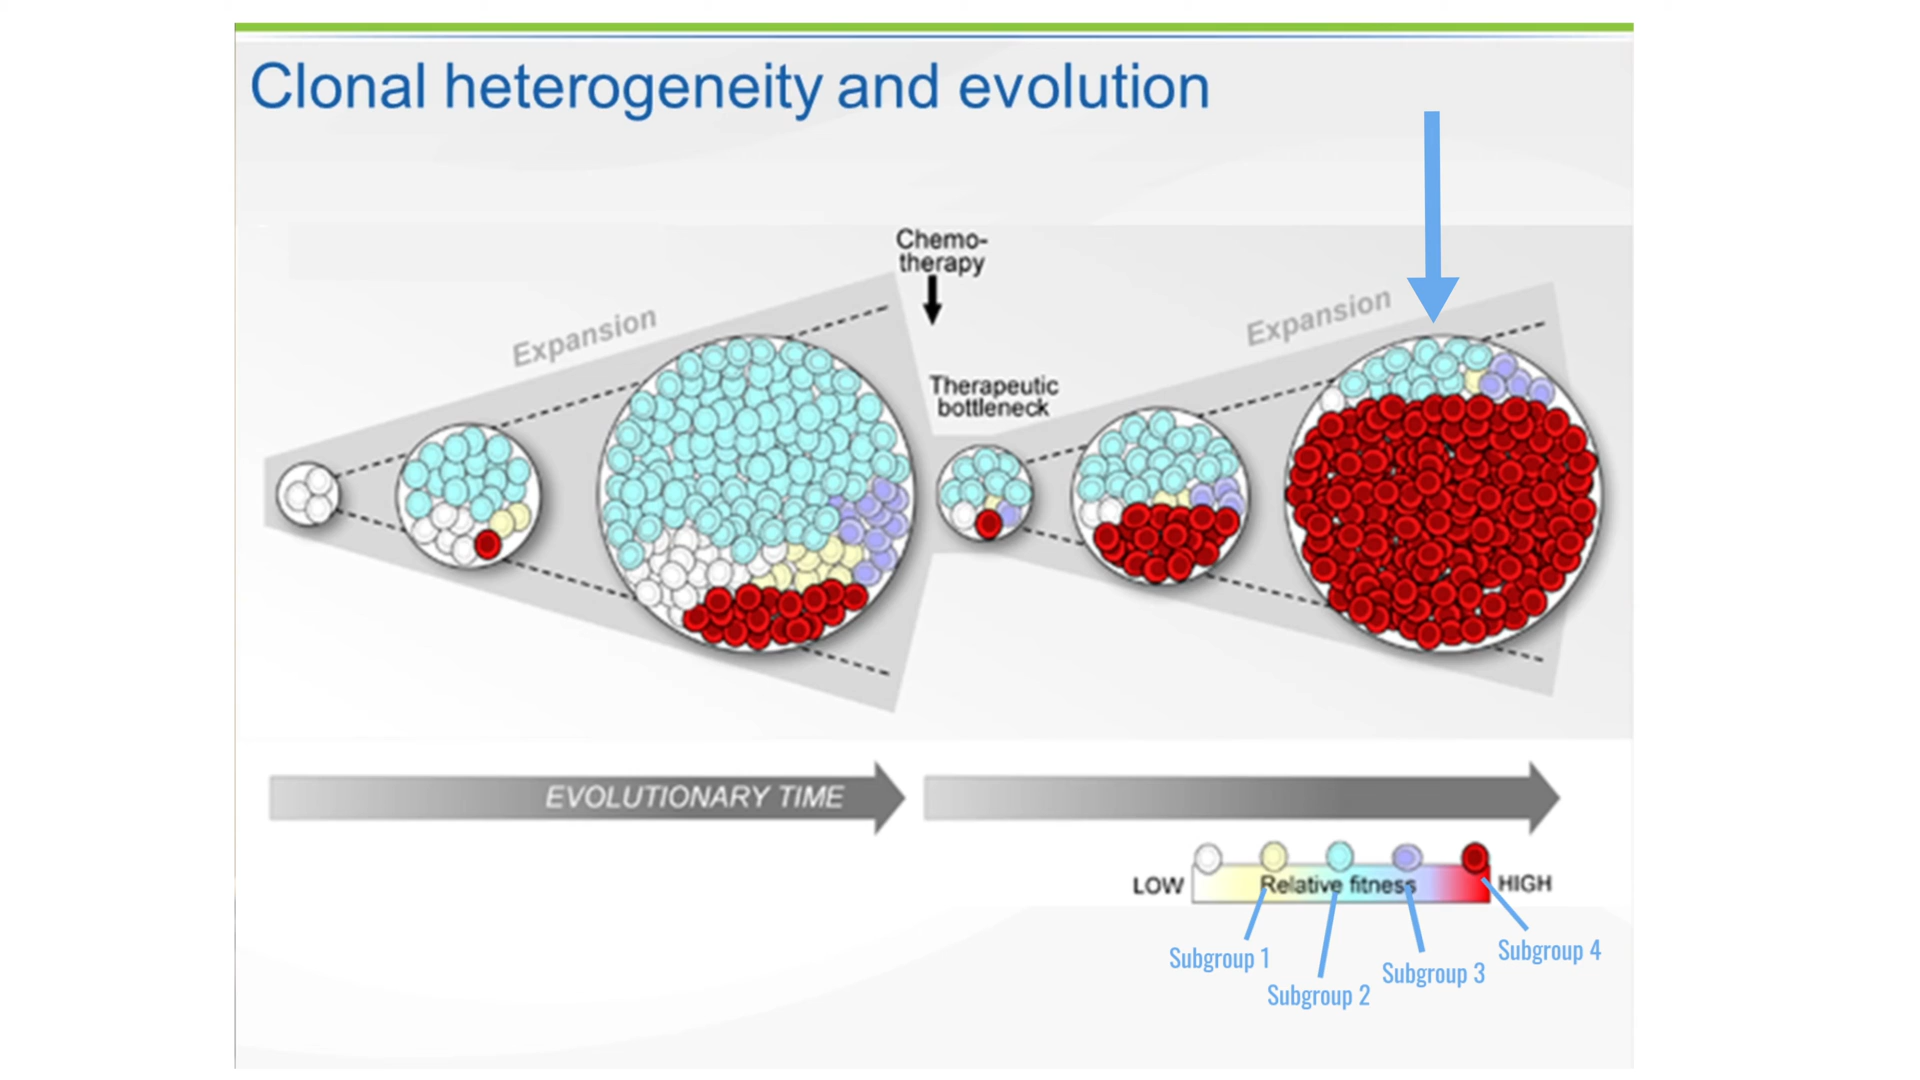 Clonal heterogeneity and evolution
Chemo-
therapy
Expansion
Expansion
Therapeutic
bottleneck
EVOLUTIONARY TIME
LOW
Relative fitness
HIGH
Subgroup 1
Subgroup 2
Subgroup 3
Subgroup 4